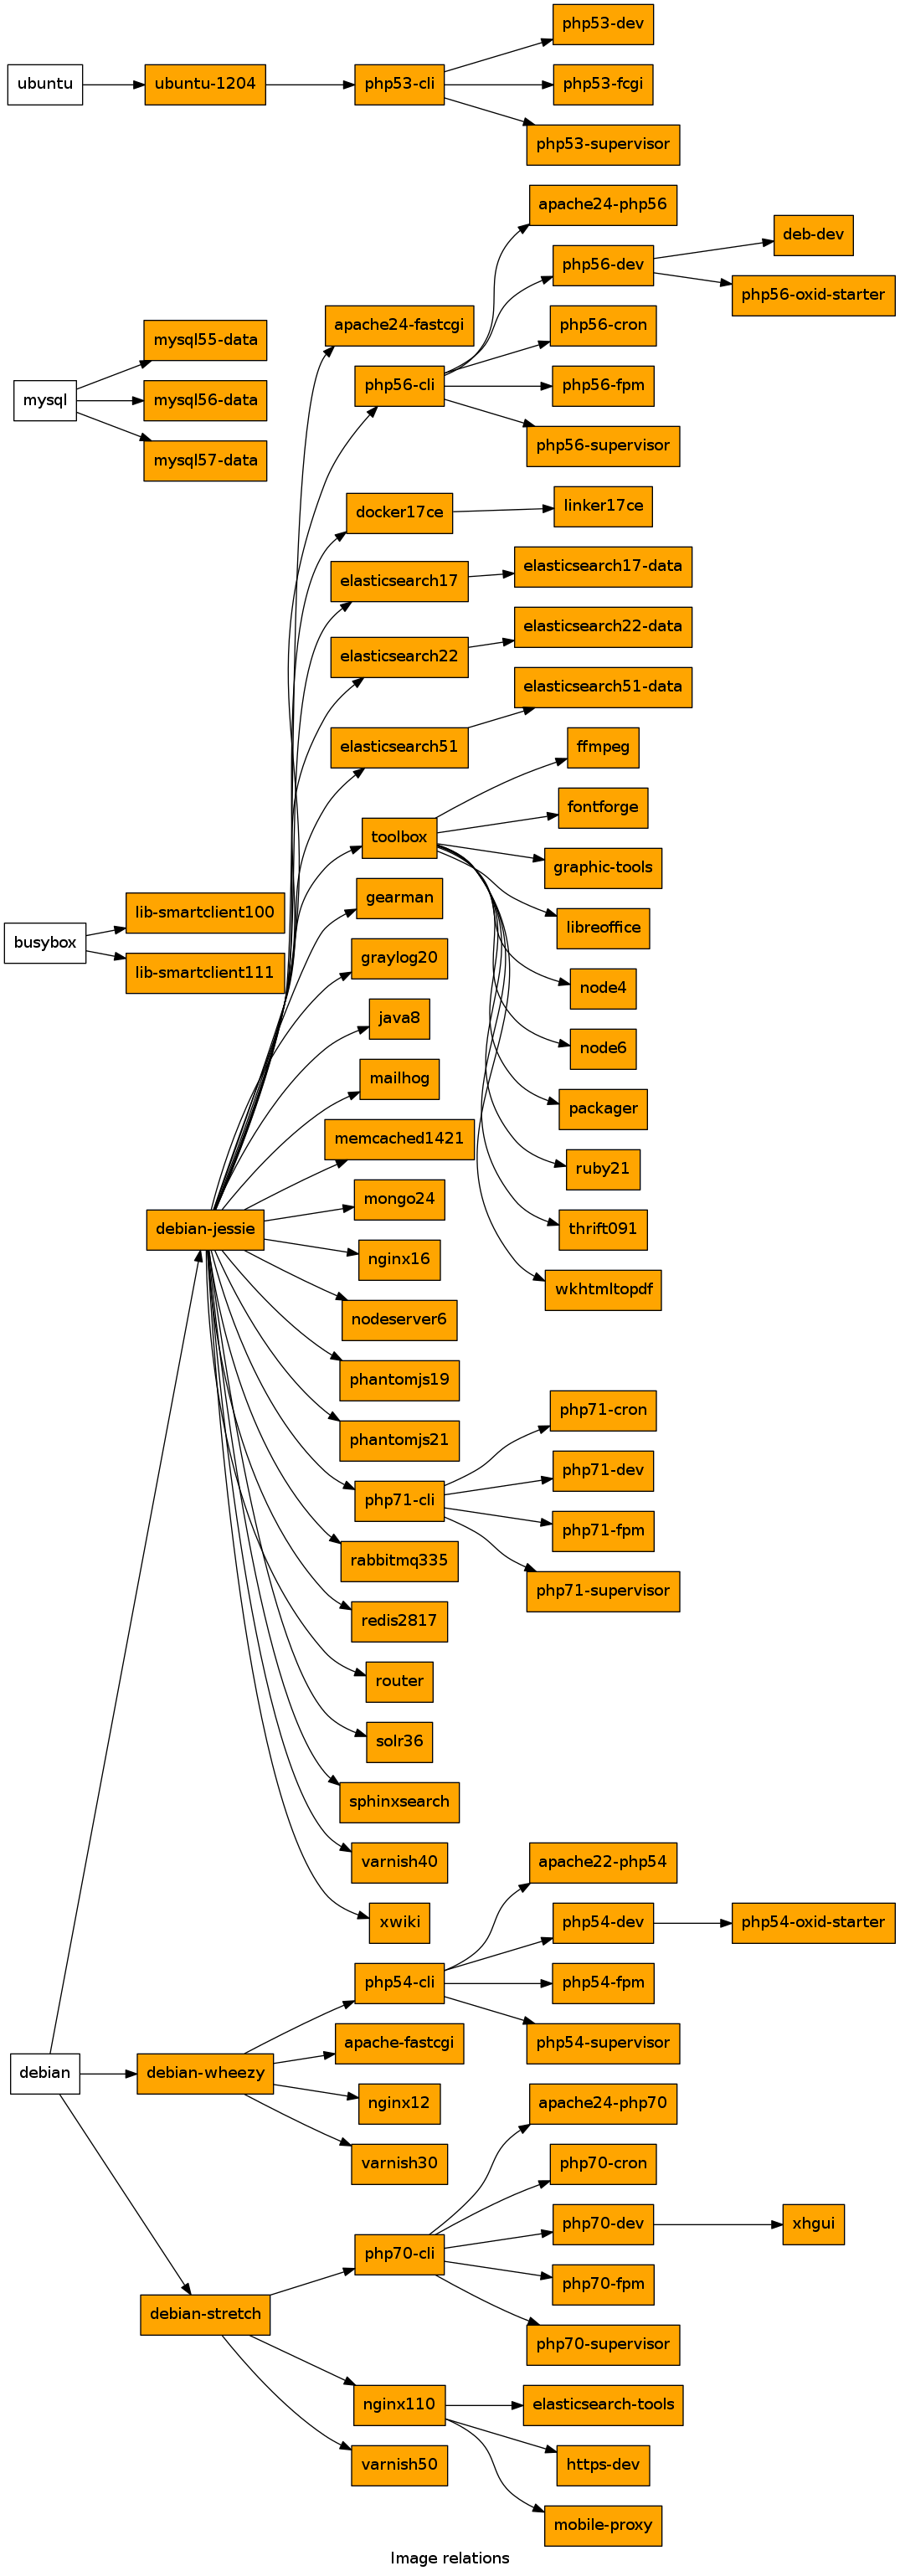 php53-dev
ubuntu
ubuntu-1204
php53-cli
php53-fcgi
php53-supervisor
apache24-php56
deb-dev
php56-dev
php56-oxid-starter
apache24-fastcgi
php56-cron
mysql55-data
php56-cli
php56-fpm
mysql
mysql56-data
php56-supervisor
mysql57-data
docker17ce
linker17ce
elasticsearch17
elasticsearch17-data
elasticsearch22
elasticsearch22-data
elasticsearch51
elasticsearch51-data
ffmpeg
toolbox
fontforge
graphic-tools
gearman
lib-smartclient100
libreoffice
busybox
graylog20
lib-smartclient111
node4
java8
node6
mailhog
packager
memcached1421
ruby21
mongo24
thrift091
debian-jessie
nginx16
wkhtmltopdf
nodeserver6
phantomjs19
php71-cron
phantomjs21
php71-dev
php71-cli
php71-fpm
rabbitmq335
php71-supervisor
redis2817
router
solr36
sphinxsearch
varnish40
apache22-php54
xwiki
php54-dev
php54-oxid-starter
php54-cli
php54-fpm
apache-fastcgi
php54-supervisor
debian
debian-wheezy
nginx12
apache24-php70
varnish30
php70-cron
php70-cli
php70-dev
xhgui
php70-fpm
debian-stretch
php70-supervisor
nginx110
elasticsearch-tools
varnish50
https-dev
mobile-proxy
Image relations